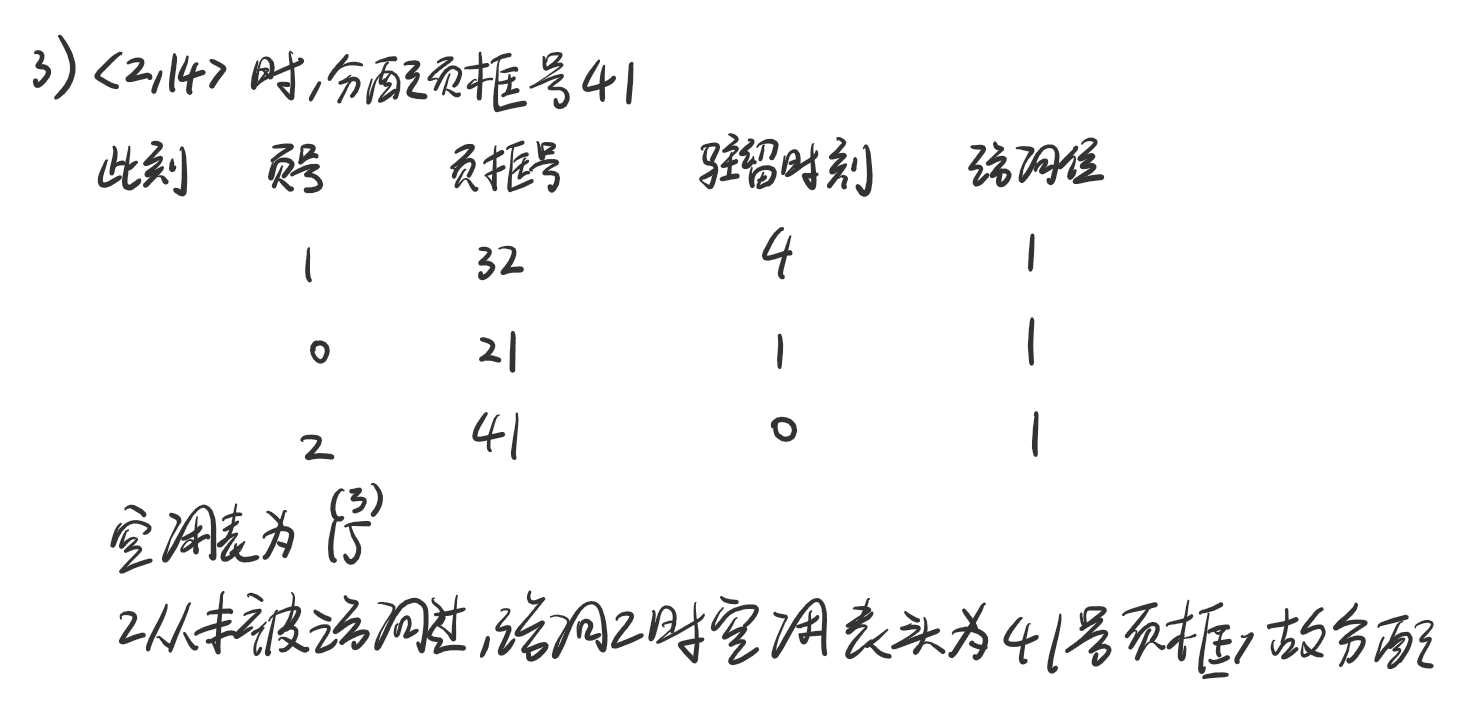 3) <2,14> 时,分配页框号41
此刻 页号 页框号 驻留时刻 访问位
1 32 4 1
0 21 1 1
2 41 0 1
空闲表为 15 (3)
2从未被访问过,访问2时空闲表头为41号页框,故分配